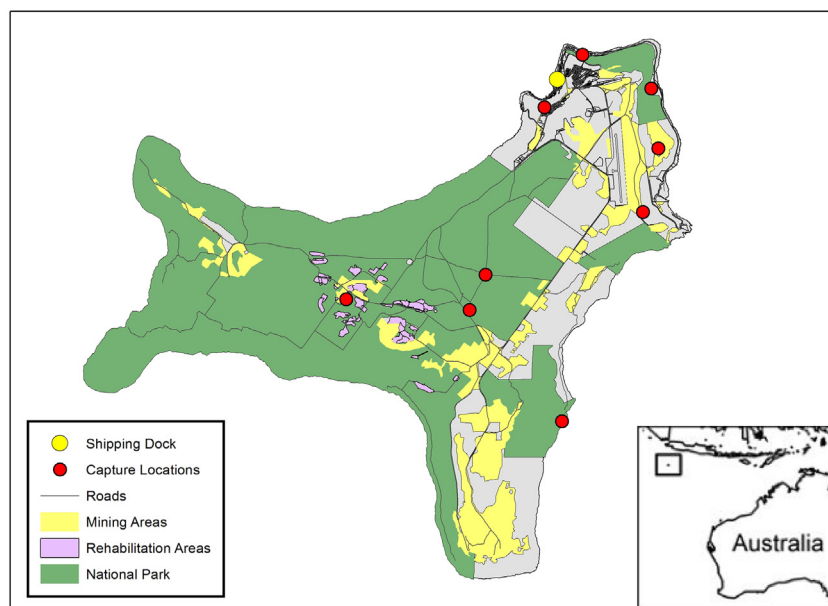 Shipping Dock
Capture Locations
Roads
Mining Areas
Rehabilitation Areas
National Park
Australia